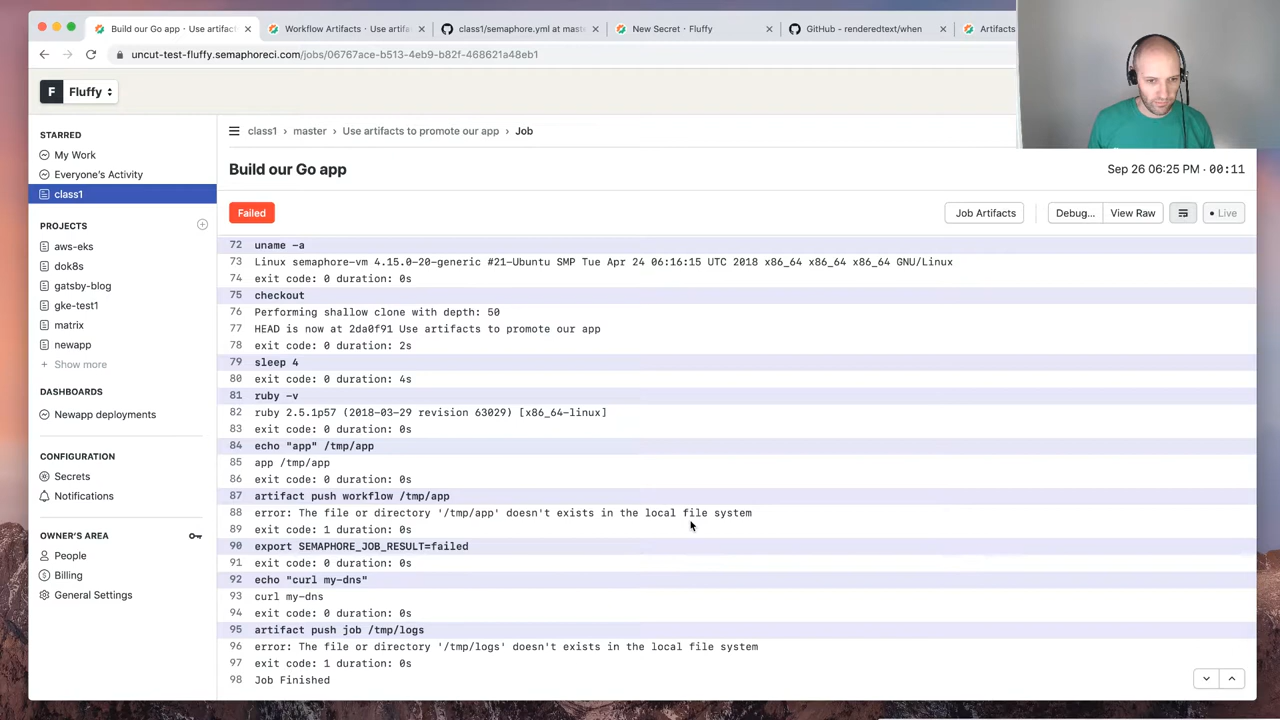 Build our Go app - Use artifac
Workflow Artifacts · Use artifa
class1/semaphore.yml at maste
New Secret · Fluffy
GitHub - renderedtext/when
Artifacts
uncut-test-fluffy.semaphoreci.com/jobs/06767ace-b513-4eb9-b82f-468621a48eb1
F Fluffy
STARRED
My Work
Everyone's Activity
class1
PROJECTS
aws-eks
dok8s
gatsby-blog
gke-test1
matrix
newapp
+ Show more
DASHBOARDS
Newapp deployments
CONFIGURATION
Secrets
Notifications
OWNER'S AREA
People
Billing
General Settings
class1 › master › Use artifacts to promote our app › Job
Build our Go app
Sep 26 06:25 PM · 00:11
Failed
Job Artifacts
Debug...
View Raw
• Live
72 uname -a
73 Linux semaphore-vm 4.15.0-20-generic #21-Ubuntu SMP Tue Apr 24 06:16:15 UTC 2018 x86_64 x86_64 x86_64 GNU/Linux
74 exit code: 0 duration: 0s
75 checkout
76 Performing shallow clone with depth: 50
77 HEAD is now at 2da0f91 Use artifacts to promote our app
78 exit code: 0 duration: 2s
79 sleep 4
80 exit code: 0 duration: 4s
81 ruby -v
82 ruby 2.5.1p57 (2018-03-29 revision 63029) [x86_64-linux]
83 exit code: 0 duration: 0s
84 echo "app" /tmp/app
85 app /tmp/app
86 exit code: 0 duration: 0s
87 artifact push workflow /tmp/app
88 error: The file or directory '/tmp/app' doesn't exists in the local file system
89 exit code: 1 duration: 0s
90 export SEMAPHORE_JOB_RESULT=failed
91 exit code: 0 duration: 0s
92 echo "curl my-dns"
93 curl my-dns
94 exit code: 0 duration: 0s
95 artifact push job /tmp/logs
96 error: The file or directory '/tmp/logs' doesn't exists in the local file system
97 exit code: 1 duration: 0s
98 Job Finished